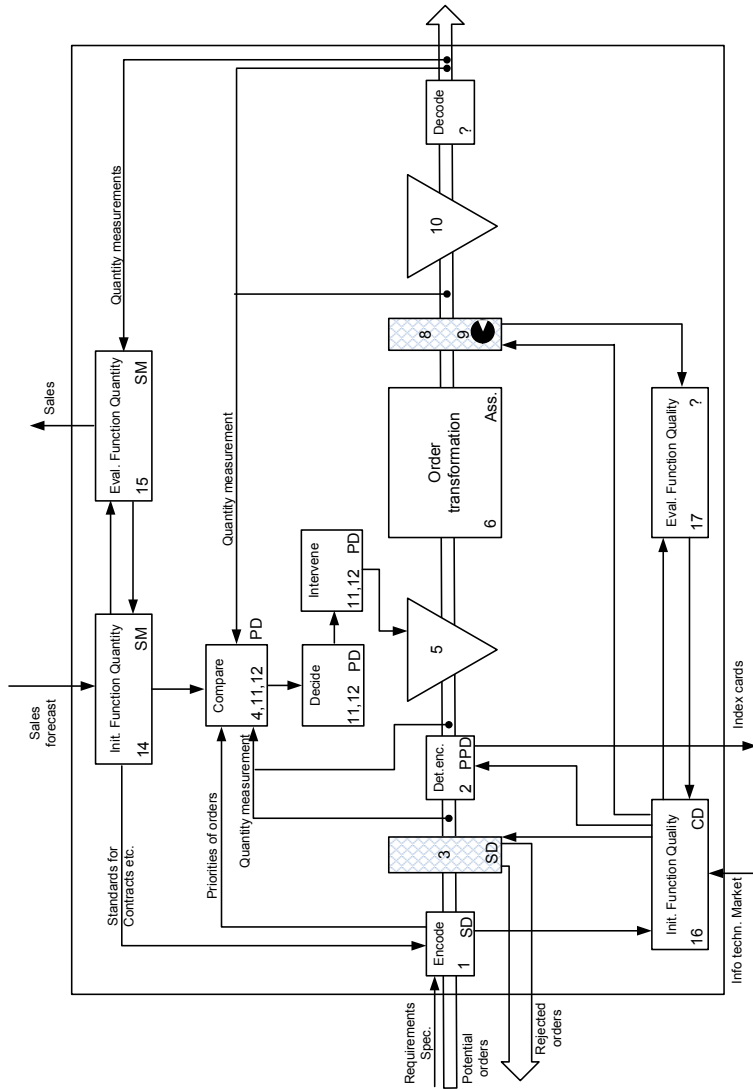 Sales
forecast
Sales
Init. Function Quantity
14
SM
Eval. Function Quantity
15
SM
Quantity measurements
Standards for
Contracts etc.
Priorities of orders
Quantity measurement
Compare
4,11,12
PD
Decide
11,12
PD
Intervene
11,12
PD
Quantity measurement
Requirements
Spec.
Potential
orders
Encode
1
SD
3
SD
Det.enc.
2
PPD
5
Order
transformation
6
Ass.
8
9
10
Decode
?
Rejected
orders
Init. Function Quality
16
CD
Eval. Function Quality
17
?
Info techn. Market
Index cards